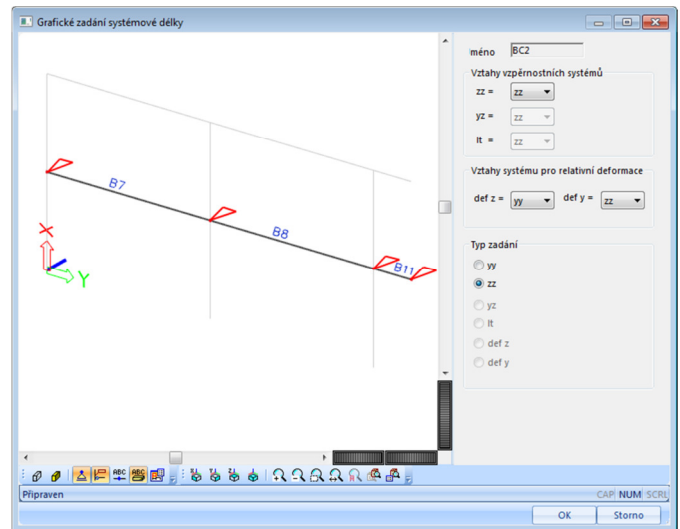 Grafické zadání systémové délky
méno BC2
Vztahy vzpěrnostních systémů
zz = zz
yz = zz
lt = zz
Vztahy systému pro relativní deformace
def z = yy def y = zz
Typ zadání
yy
zz
yz
lt
def z
def y
B7
B8
B11
X
Y
ABC ABC
Připraven
CAP NUM SCRL
OK Storno